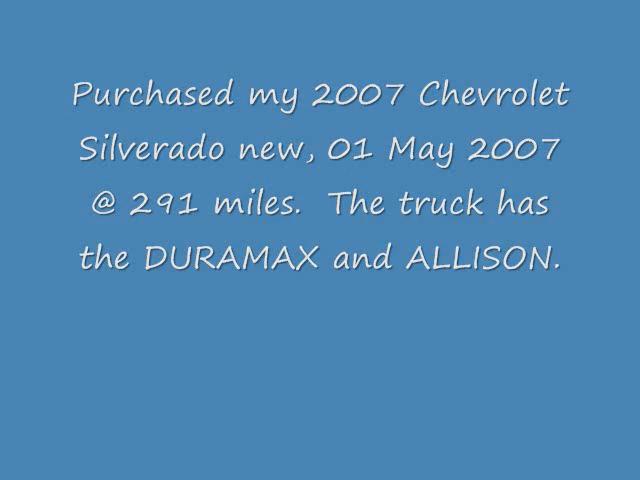 Purchased my 2007 Chevrolet
Silverado new, 01 May 2007
@ 291 miles.  The truck has
the DURAMAX and ALLISON.